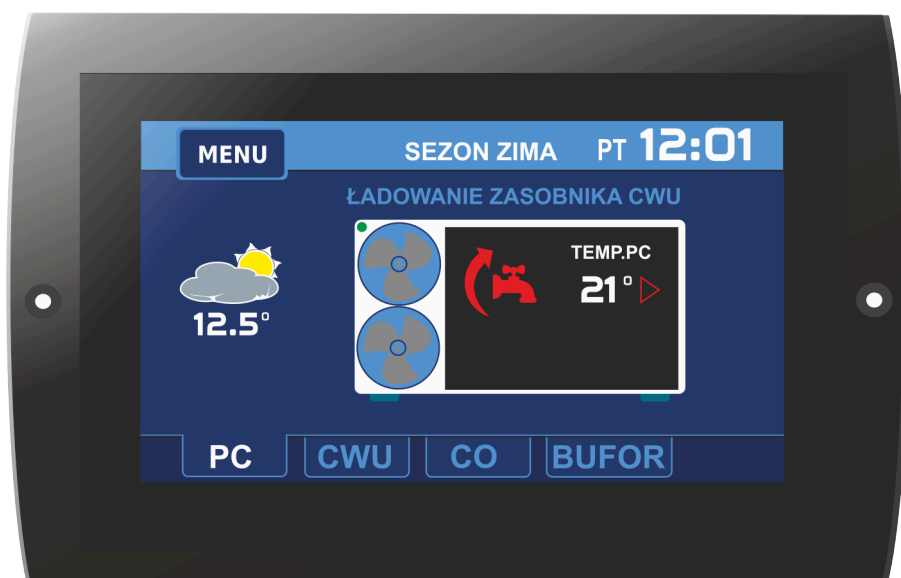 MENU SEZON ZIMA PT 12:01
ŁADOWANIE ZASOBNIKA CWU
TEMP.PC
21°
12.5°
PC CWU CO BUFOR